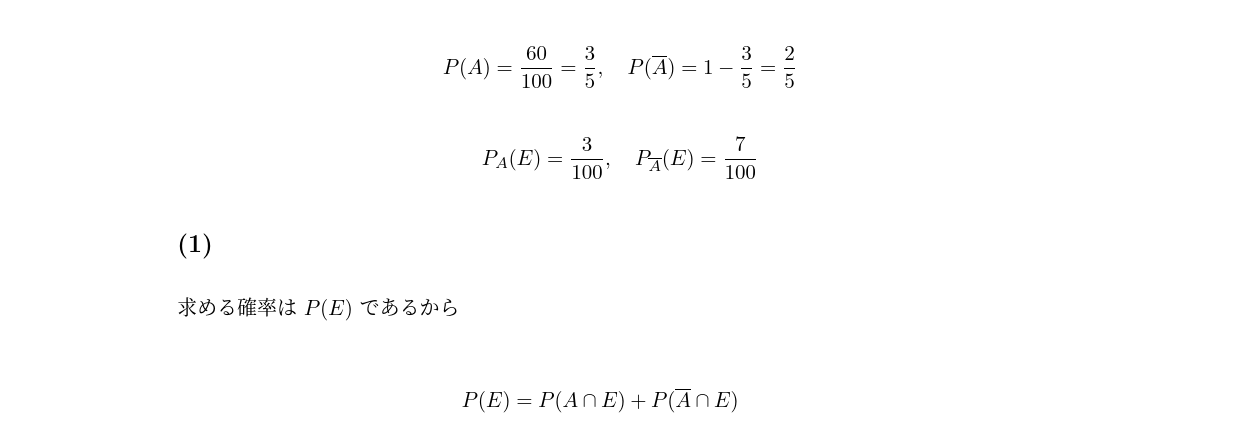 P(A) = 60/100 = 3/5, P(A̅) = 1 − 3/5 = 2/5
P_A(E) = 3/100, P_A̅(E) = 7/100
(1)
求める確率は P(E) であるから
P(E) = P(A ∩ E) + P(A̅ ∩ E)